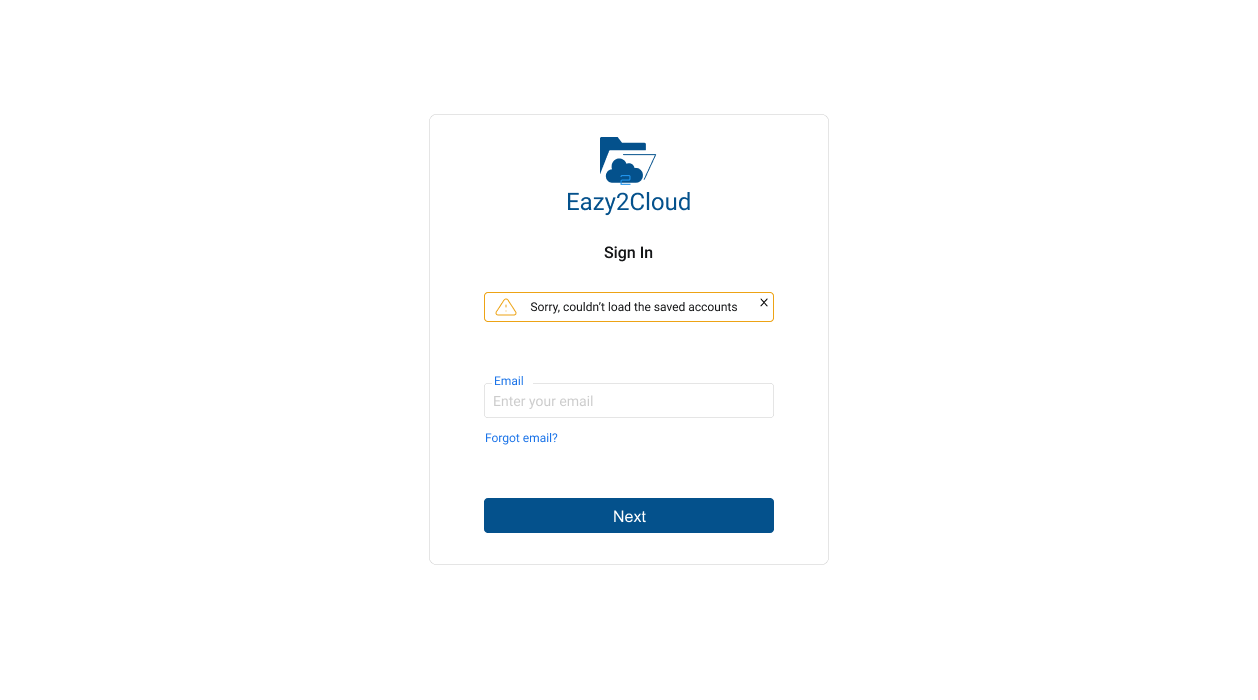 Eazy2Cloud
Sign In
Sorry, couldn't load the saved accounts
X
Email
Enter your email
Forgot email?
Next